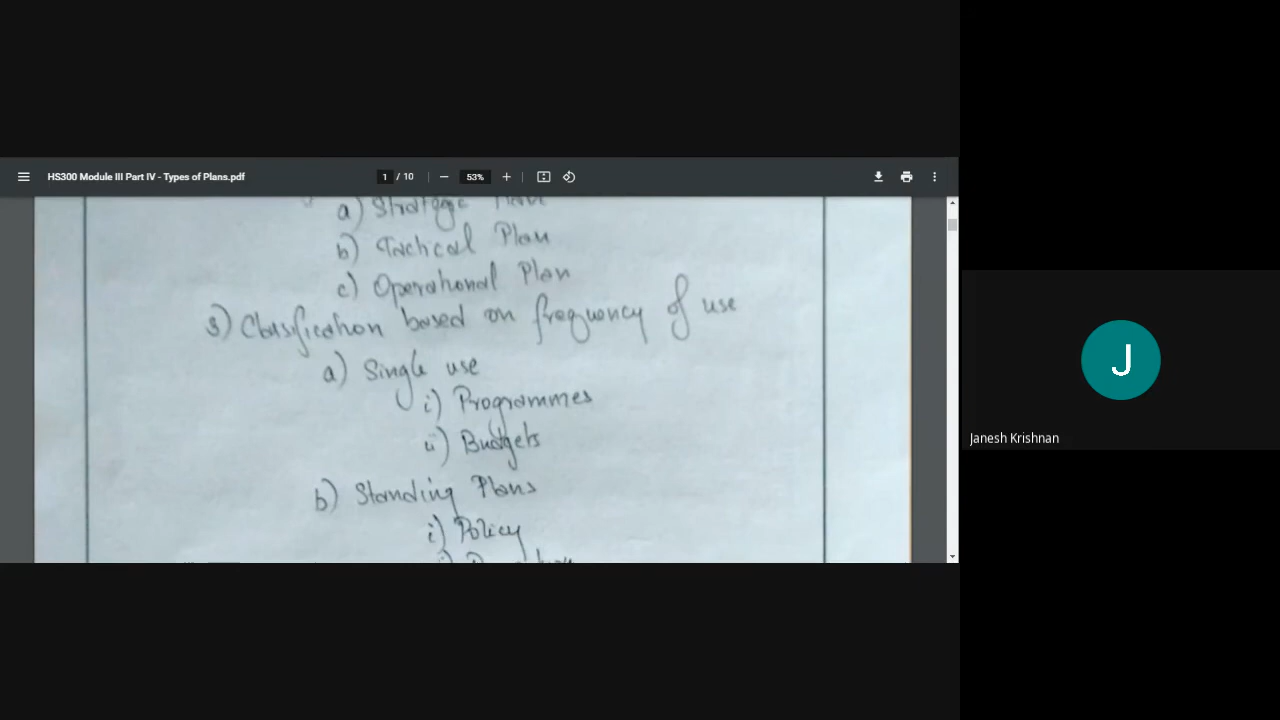 HS300 Module III Part IV - Types of Plans.pdf
1 / 10
53%
a) Strategic Plan
b) Tactical Plan
c) Operational Plan
3) Classification based on frequency of use
a) Single use
i) Programmes
ii) Budgets
b) Standing Plans
i) Policy
J
Janesh Krishnan